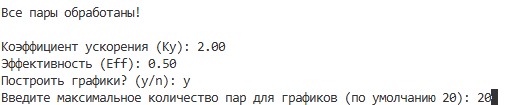 Все пары обработаны!
Коэффициент ускорения (Ky): 2.00
Эффективность (Eff): 0.50
Построить графики? (y/n): y
Введите максимальное количество пар для графиков (по умолчанию 20): 20